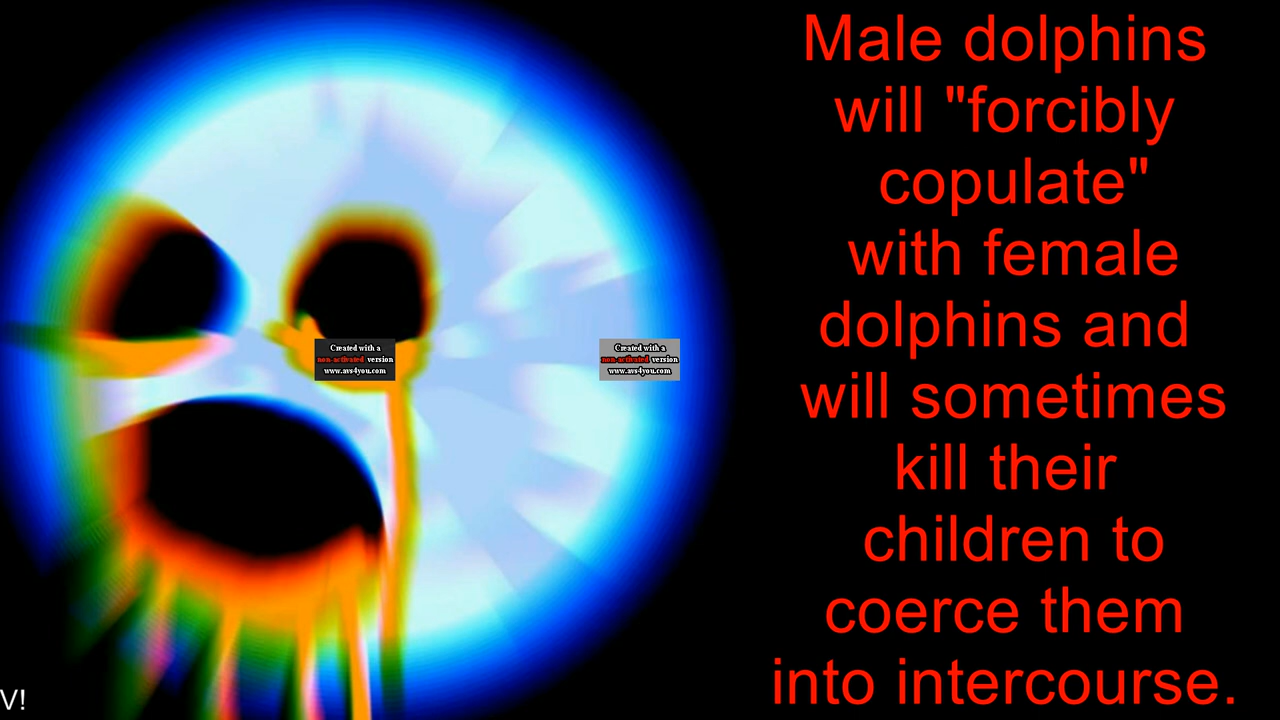 Male dolphins
will "forcibly
copulate"
with female
dolphins and
will sometimes
kill their
children to
coerce them
into intercourse.
Created with a
non-activated version
www.avs4you.com
Created with a
non-activated version
www.avs4you.com
V!